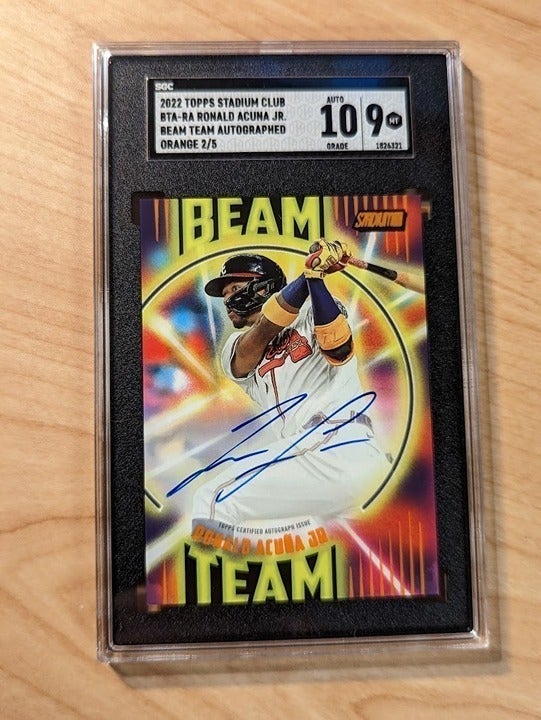 SGC
2022 TOPPS STADIUM CLUB
BTA-RA RONALD ACUNA JR.
BEAM TEAM AUTOGRAPHED
ORANGE 2/5
AUTO
10
GRADE
9
MT
1826321
BEAM
STADIUM
TOPPS CERTIFIED AUTOGRAPH ISSUE
RONALD ACUÑA JR
TEAM